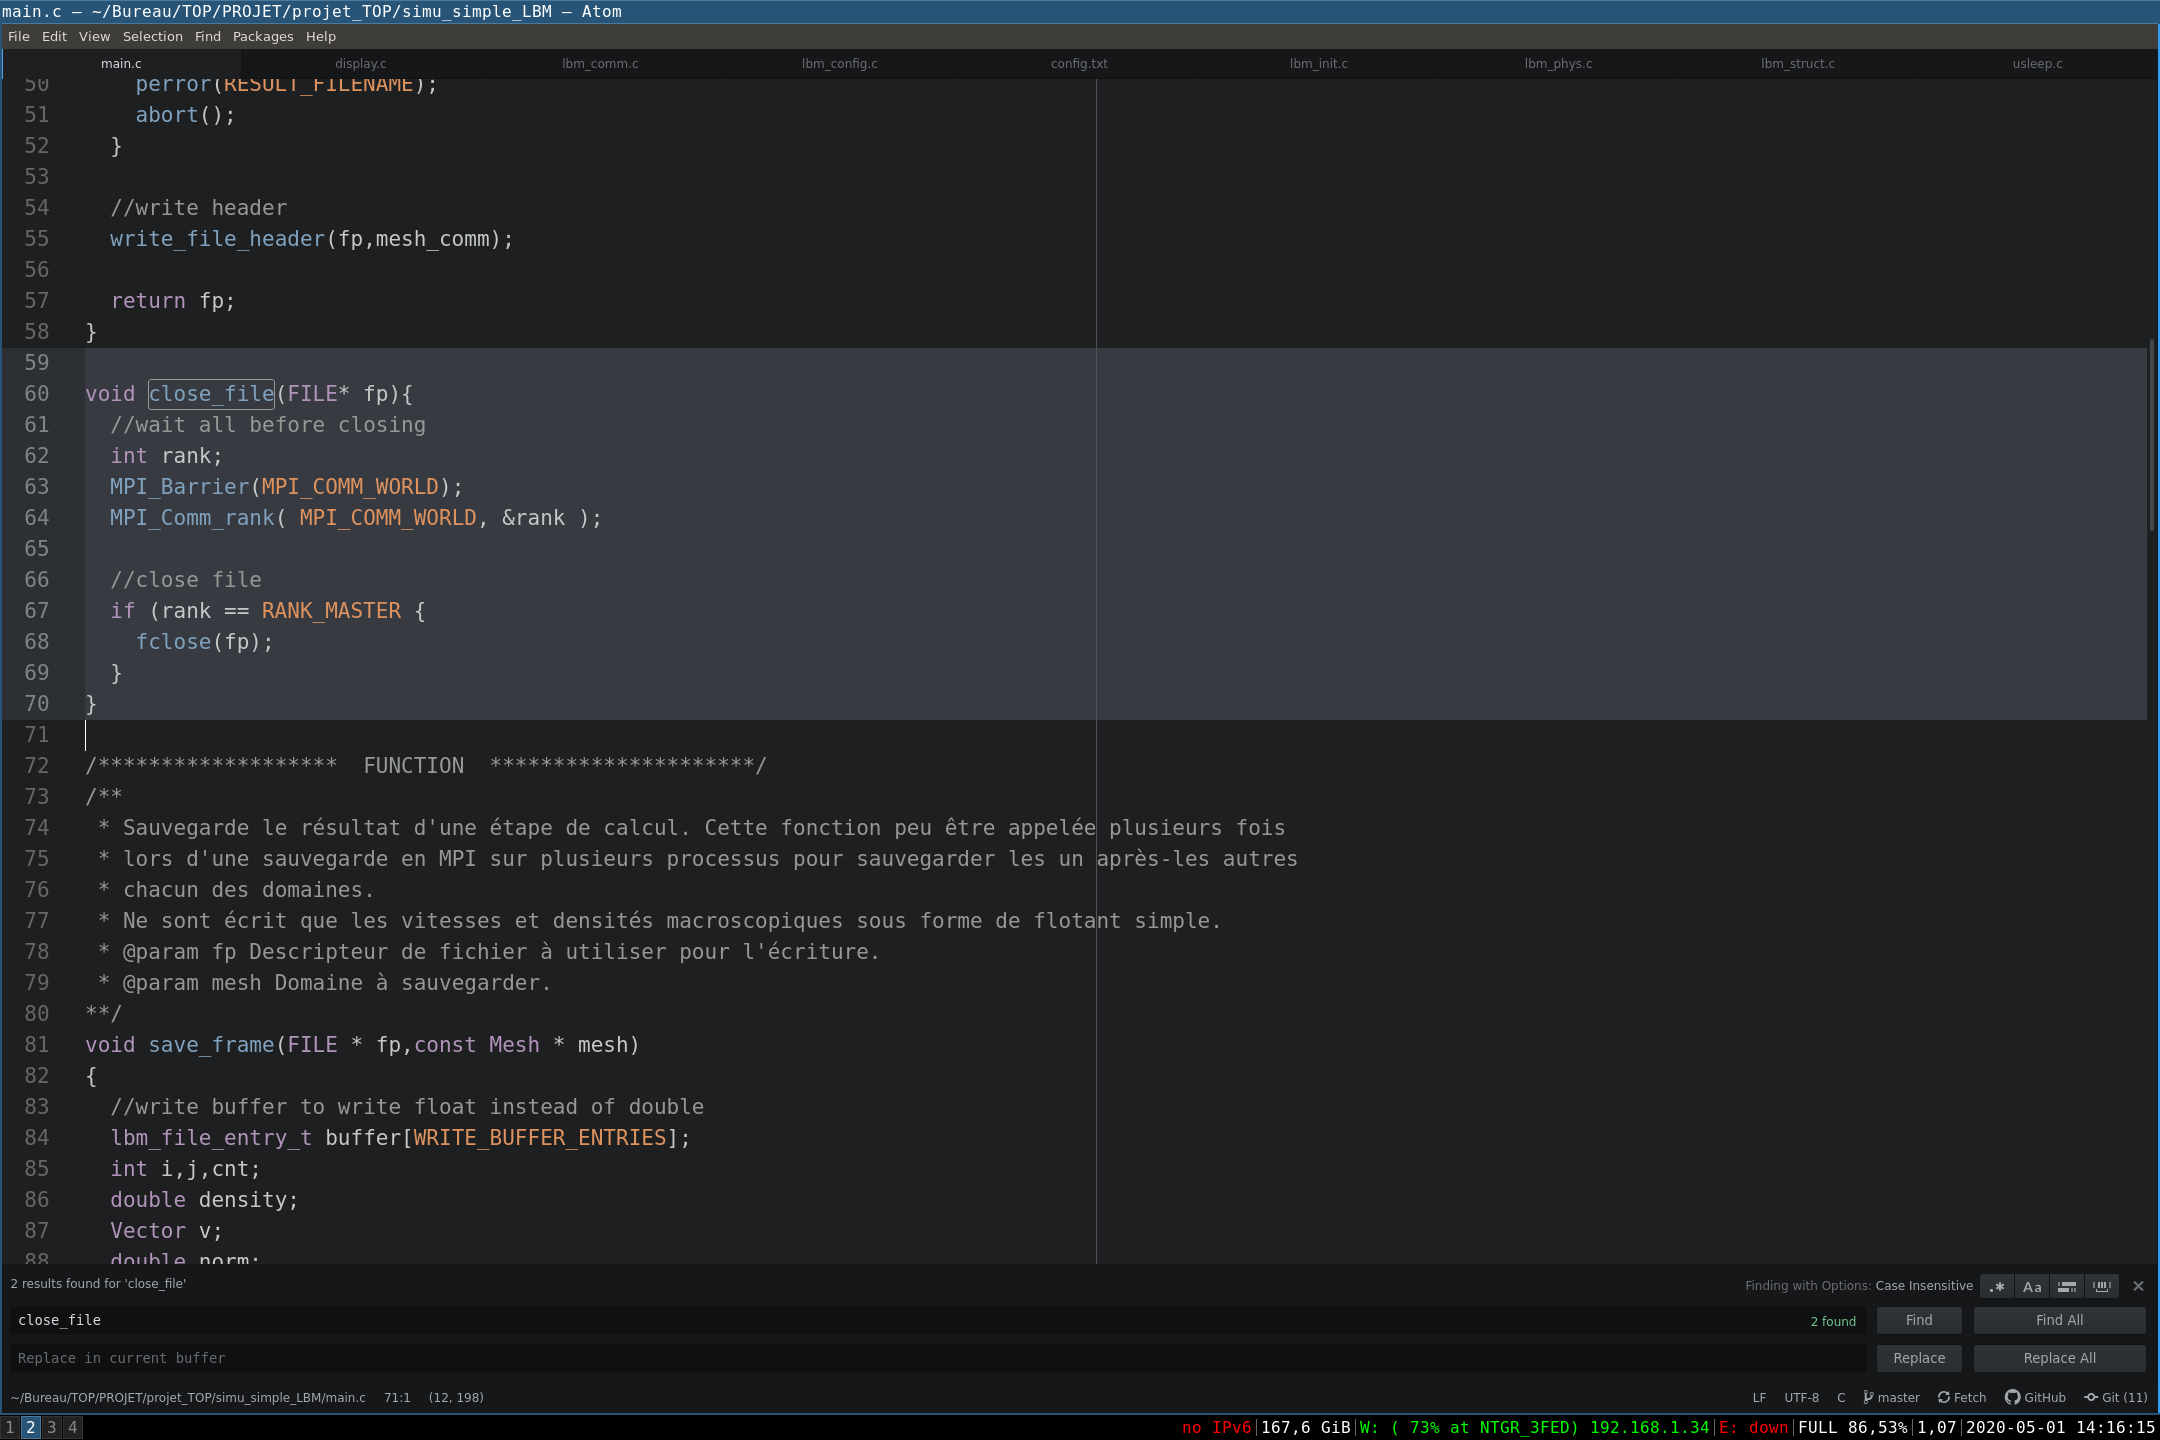 main.c — ~/Bureau/TOP/PROJET/projet_TOP/simu_simple_LBM — Atom
File Edit View Selection Find Packages Help
main.c display.c lbm_comm.c lbm_config.c config.txt lbm_init.c lbm_phys.c lbm_struct.c usleep.c
50 perror(RESULT_FILENAME);
51 abort();
52 }
53
54 //write header
55 write_file_header(fp,mesh_comm);
56
57 return fp;
58 }
59
60 void close_file(FILE* fp){
61 //wait all before closing
62 int rank;
63 MPI_Barrier(MPI_COMM_WORLD);
64 MPI_Comm_rank( MPI_COMM_WORLD, &rank );
65
66 //close file
67 if (rank == RANK_MASTER {
68 fclose(fp);
69 }
70 }
71
72 /******************* FUNCTION *********************/
73 /**
74 * Sauvegarde le résultat d'une étape de calcul. Cette fonction peu être appelée plusieurs fois
75 * lors d'une sauvegarde en MPI sur plusieurs processus pour sauvegarder les un après-les autres
76 * chacun des domaines.
77 * Ne sont écrit que les vitesses et densités macroscopiques sous forme de flotant simple.
78 * @param fp Descripteur de fichier à utiliser pour l'écriture.
79 * @param mesh Domaine à sauvegarder.
80 **/
81 void save_frame(FILE * fp,const Mesh * mesh)
82 {
83 //write buffer to write float instead of double
84 lbm_file_entry_t buffer[WRITE_BUFFER_ENTRIES];
85 int i,j,cnt;
86 double density;
87 Vector v;
88 double norm;
2 results found for 'close_file' Finding with Options: Case Insensitive .* Aa
close_file 2 found Find Find All
Replace in current buffer Replace Replace All
~/Bureau/TOP/PROJET/projet_TOP/simu_simple_LBM/main.c 71:1 (12, 198) LF UTF-8 C master Fetch GitHub Git (11)
1 2 3 4 no IPv6|167,6 GiB|W: ( 73% at NTGR_3FED) 192.168.1.34|E: down|FULL 86,53%|1,07|2020-05-01 14:16:15